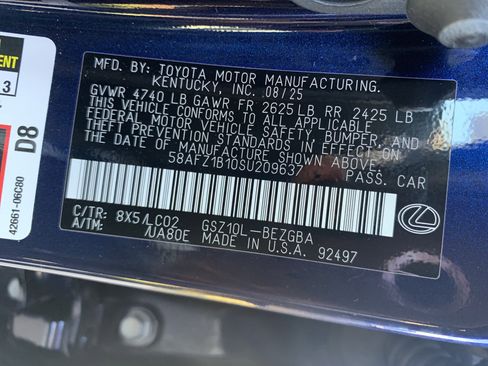 MFD. BY: TOYOTA MOTOR MANUFACTURING.
KENTUCKY, INC. 08/25
GVWR 4740 LB GAWR FR 2625 LB RR 2425 LB
THIS VEHICLE CONFORMS TO ALL APPLICABLE
FEDERAL MOTOR VEHICLE SAFETY, BUMPER, AND
THEFT PREVENTION STANDARDS IN EFFECT ON
THE DATE OF MANUFACTURE SHOWN ABOVE.
58AFZ1B10SU209637 PASS. CAR
C/TR: 8X5/LC02 GSZ10L-BEZGBA
A/TM: /UA80E MADE IN U.S.A. 92497
3
D8
42661-06C80